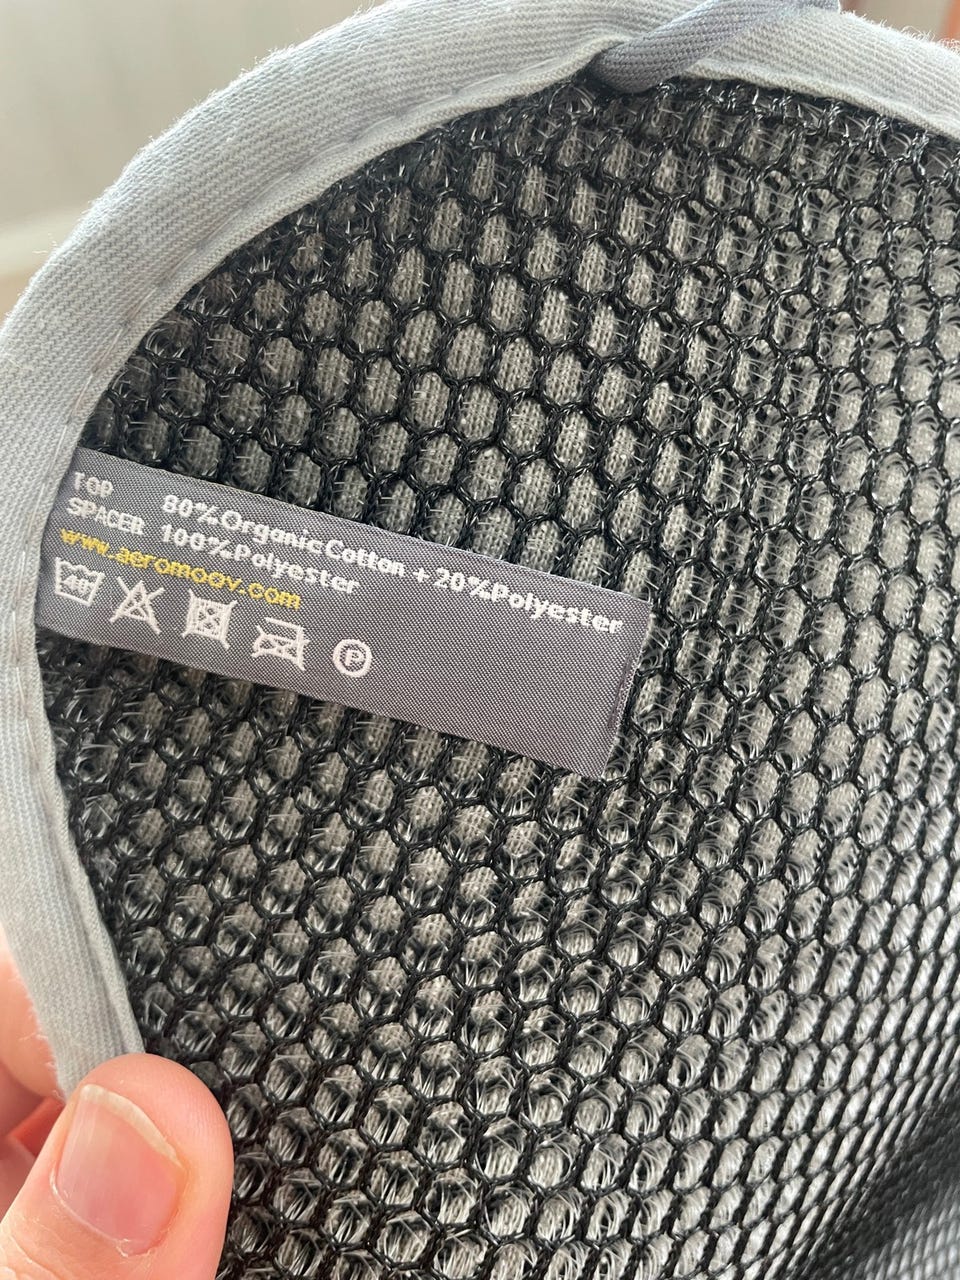 TOP 80%OrganicCotton+20%Polyester
SPACER 100%Polyester
www.aeromoov.com
40 P